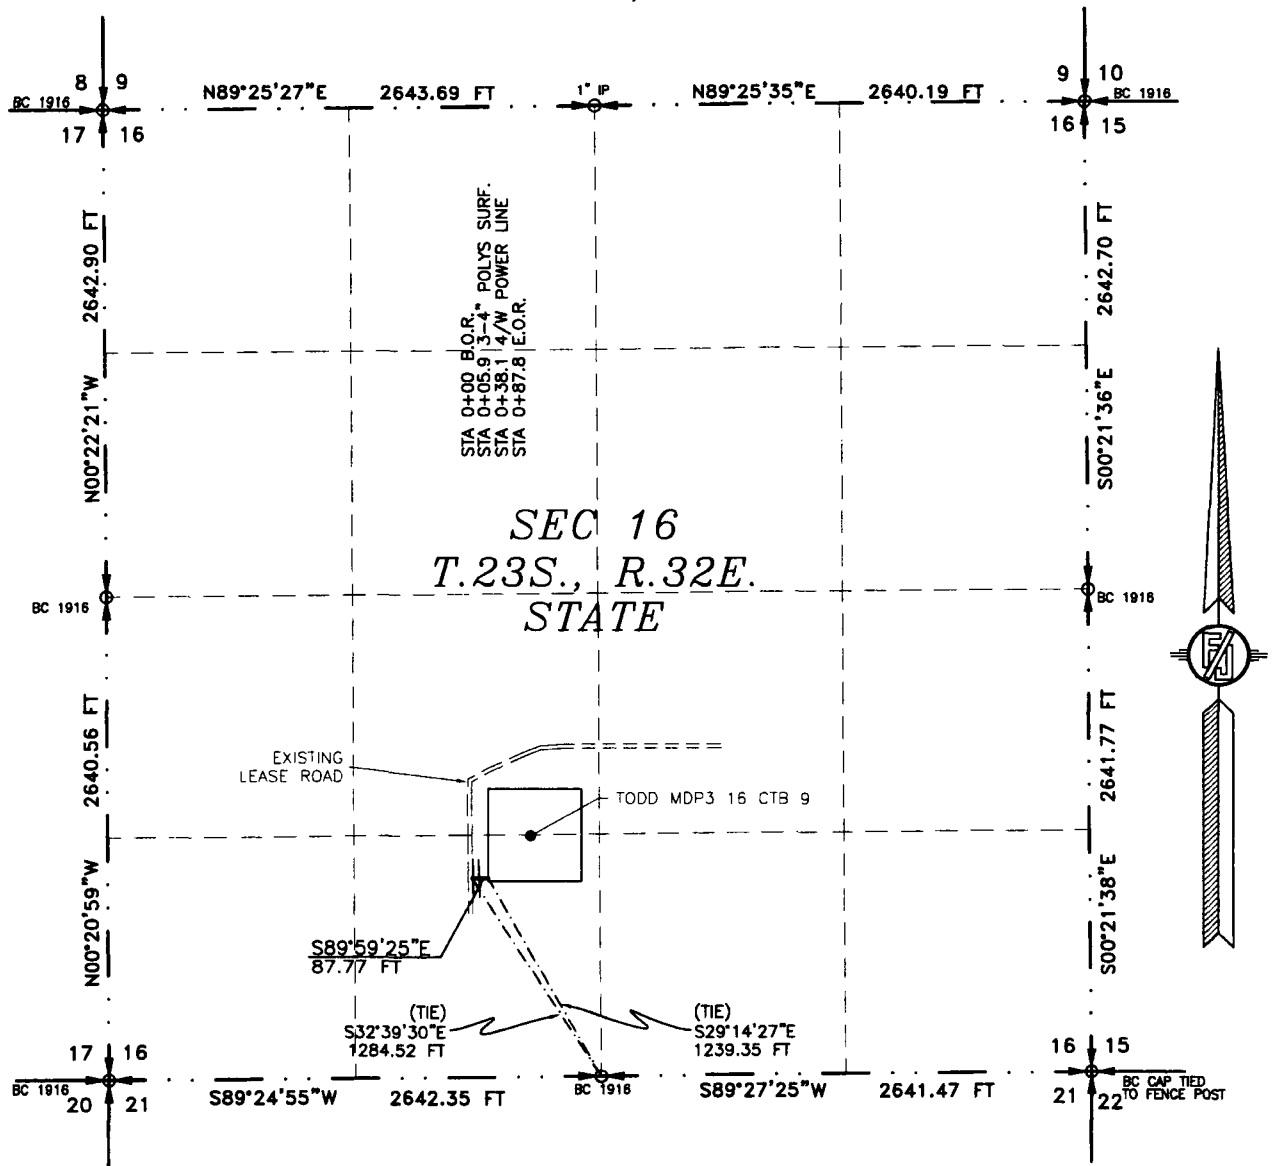 8 9
BC 1916
17 16
N89°25'27"E 2643.69 FT
1" IP
N89°25'35"E 2640.19 FT
9 10
BC 1916
16 15
2642.90 FT
N00°22'21"W
STA 0+00 B.O.R.
STA 0+05.9 3-4" POLYS SURF.
STA 0+38.1 4/W POWER LINE
STA 0+87.8 E.O.R.
2642.70 FT
S00°21'36"E
SEC 16
T.23S., R.32E.
STATE
BC 1916
BC 1916
2640.56 FT
N00°20'59"W
EXISTING
LEASE ROAD
TODD MDP3 16 CTB 9
2641.77 FT
S00°21'38"E
S89°59'25"E
87.77 FT
(TIE)
S32°39'30"E
1284.52 FT
(TIE)
S29°14'27"E
1239.35 FT
17 16
BC 1916
20 21
S89°24'55"W 2642.35 FT
BC 1916
S89°27'25"W 2641.47 FT
16 15
21 22
BC CAP TIED
TO FENCE POST